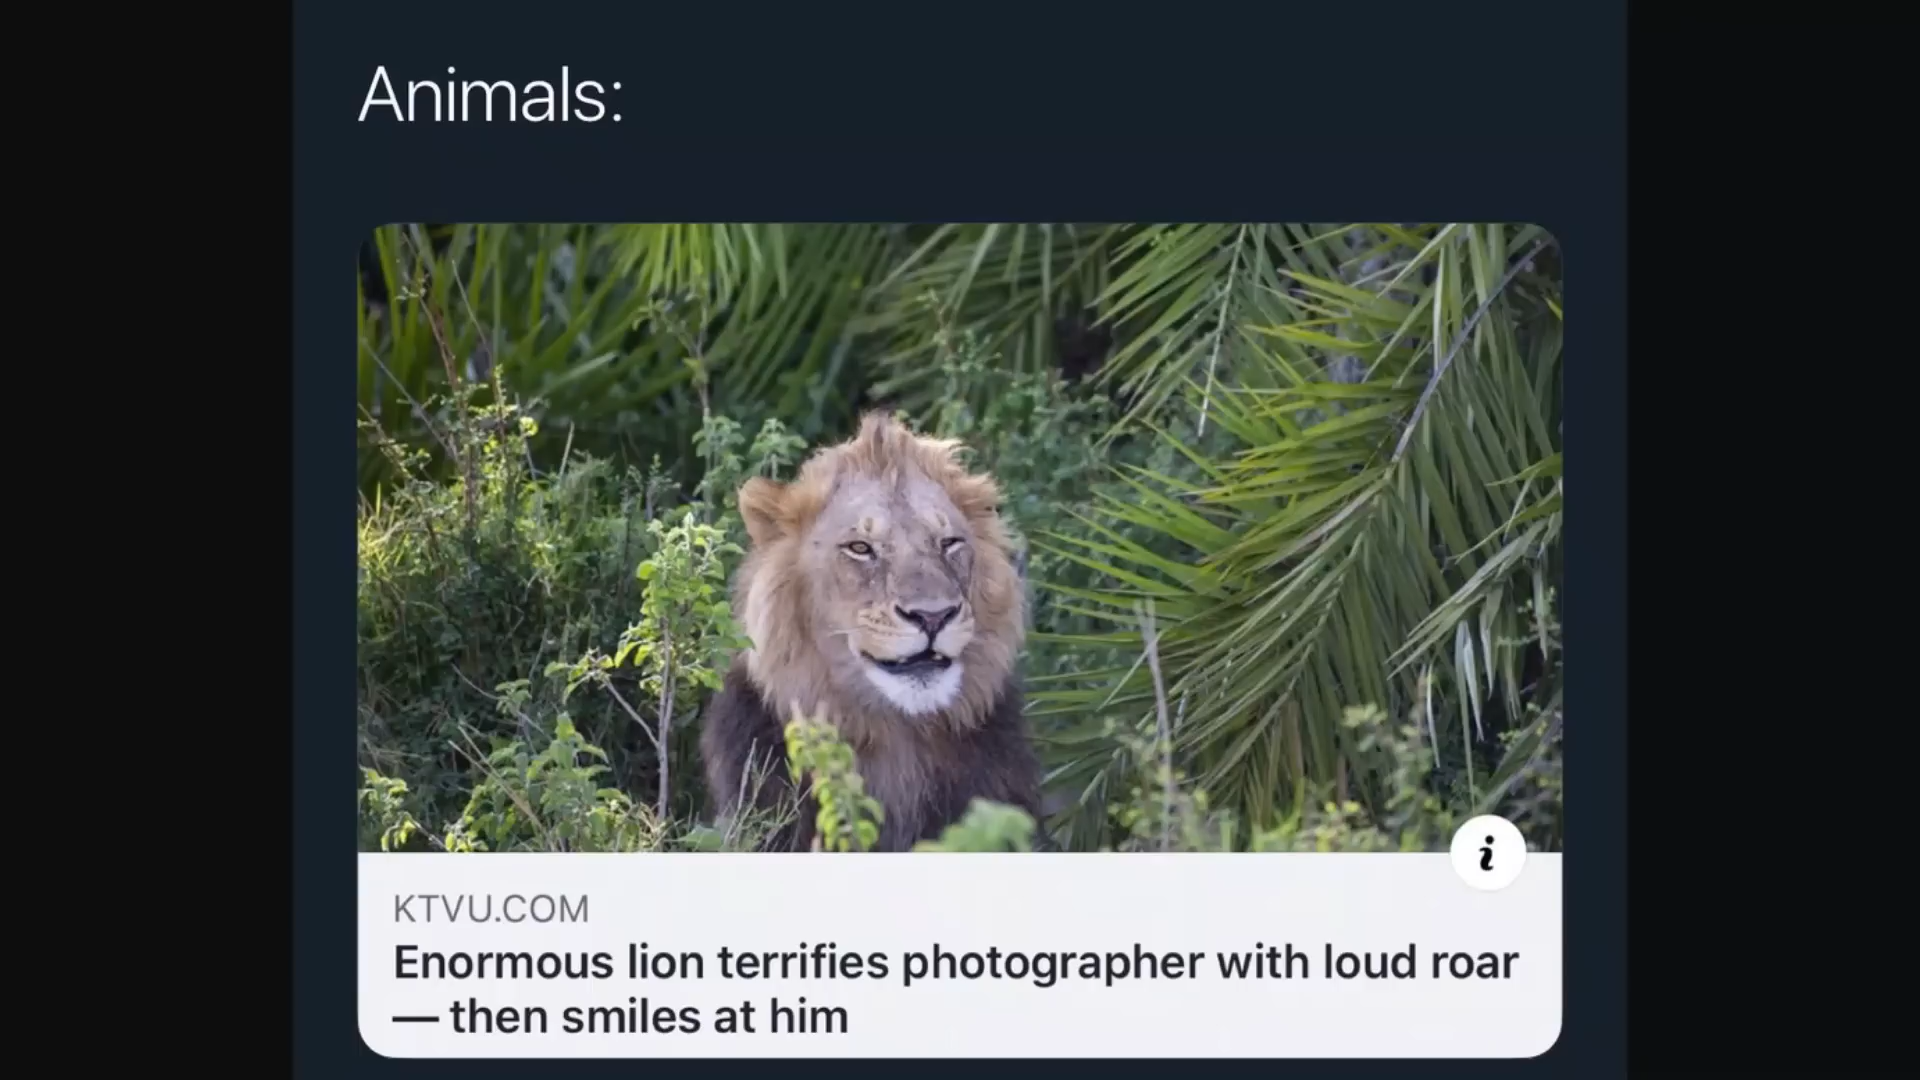 Animals:
i
KTVU.COM
Enormous lion terrifies photographer with loud roar
— then smiles at him